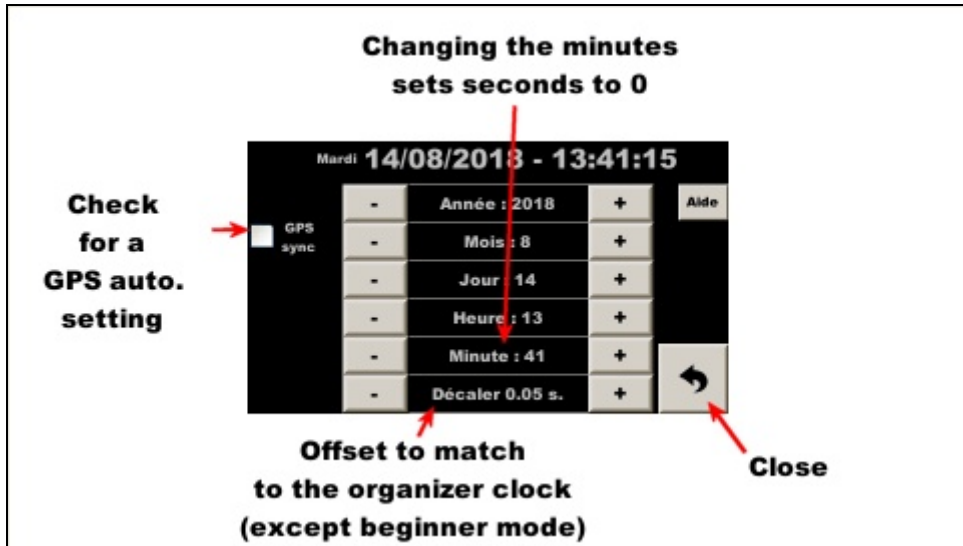 Changing the minutes
sets seconds to 0
Mardi 14/08/2018 - 13:41:15
Check
for a
GPS auto.
setting
GPS
sync
- Année : 2018 + Aide
- Mois : 8 +
- Jour : 14 +
- Heure : 13 +
- Minute : 41 +
- Décaler 0.05 s. +
Offset to match
to the organizer clock
(except beginner mode)
Close